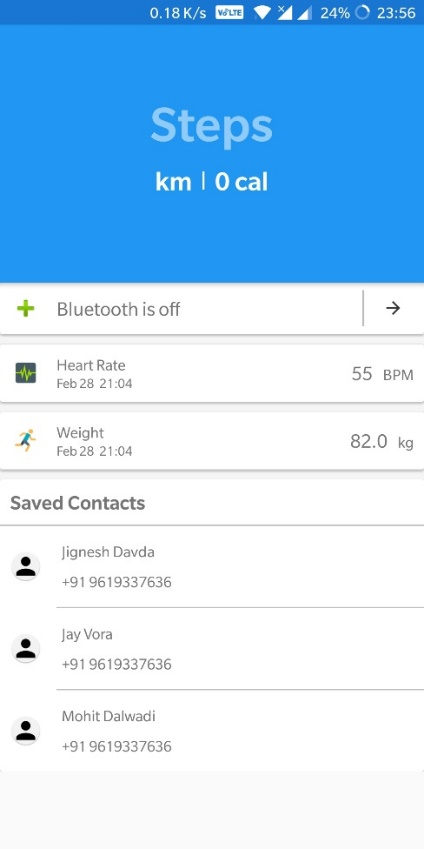 0.18 K/s VoLTE 24% 23:56
Steps
km | 0 cal
Bluetooth is off
Heart Rate
Feb 28 21:04
55 BPM
Weight
Feb 28 21:04
82.0 kg
Saved Contacts
Jignesh Davda
+91 9619337636
Jay Vora
+91 9619337636
Mohit Dalwadi
+91 9619337636